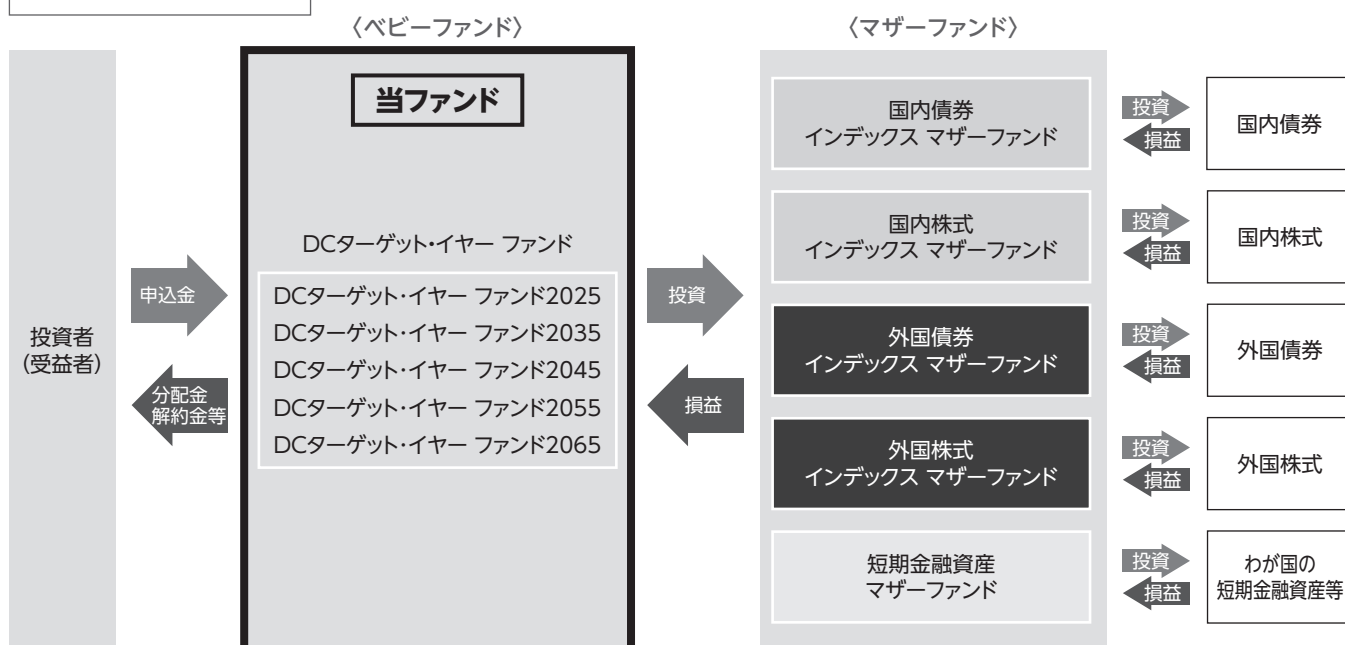 〈ベビーファンド〉
〈マザーファンド〉
投資者
(受益者)
申込金
分配金
解約金等
当ファンド
DCターゲット・イヤー ファンド
DCターゲット・イヤー ファンド2025
DCターゲット・イヤー ファンド2035
DCターゲット・イヤー ファンド2045
DCターゲット・イヤー ファンド2055
DCターゲット・イヤー ファンド2065
投資
損益
国内債券
インデックス マザーファンド
投資
損益
国内債券
国内株式
インデックス マザーファンド
投資
損益
国内株式
外国債券
インデックス マザーファンド
投資
損益
外国債券
外国株式
インデックス マザーファンド
投資
損益
外国株式
短期金融資産
マザーファンド
投資
損益
わが国の
短期金融資産等